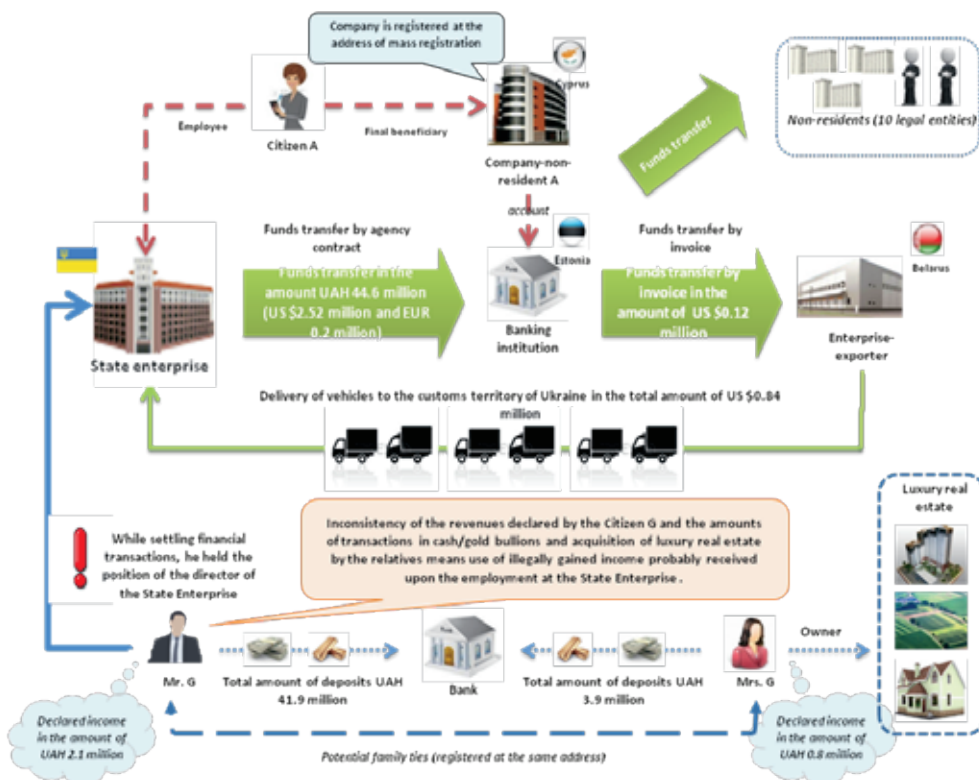 Company is registered at the
address of mass registration
Cyprus
Employee
Final beneficiary
Citizen A
Company-non-
resident A
Funds transfer
Non-residents (10 legal entities)
account
Funds transfer by agency
contract
Funds transfer in the
amount UAH 44.6 million
(US $2.52 million and EUR
0.2 million)
Estonia
Banking
institution
Funds transfer by
invoice
Funds transfer by
invoice in the
amount of US $0.12
million
Belarus
Enterprise-
exporter
State enterprise
Delivery of vehicles to the customs territory of Ukraine in the total amount of US $0.84
million
Luxury real
estate
While settling financial
transactions, he held the
position of the director of
the State Enterprise
Inconsistency of the revenues declared by the Citizen G and the amounts
of transactions in cash/gold bullions and acquisition of luxury real estate
by the relatives means use of illegally gained income probably received
upon the employment at the State Enterprise .
Owner
Mr. G
Total amount of deposits UAH
41.9 million
Bank
Total amount of deposits UAH
3.9 million
Mrs. G
Declared income
in the amount of
UAH 2.1 million
Declared income
in the amount of
UAH 0.8 million
Potential family ties (registered at the same address)